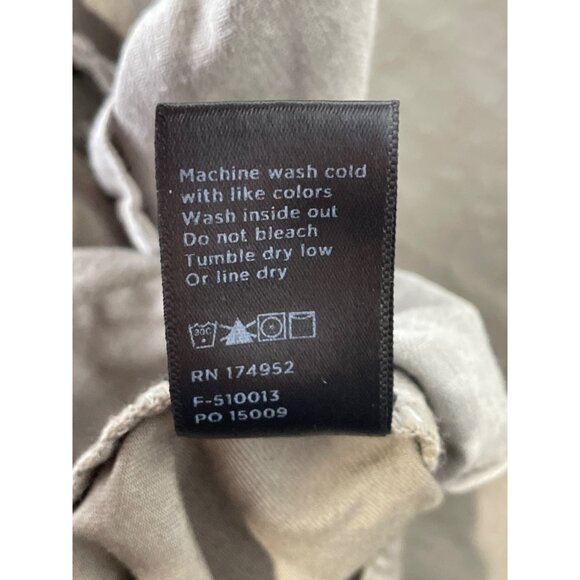 Machine wash cold
with like colors
Wash inside out
Do not bleach
Tumble dry low
Or line dry
30C
RN 174952
F-510013
PO 15009